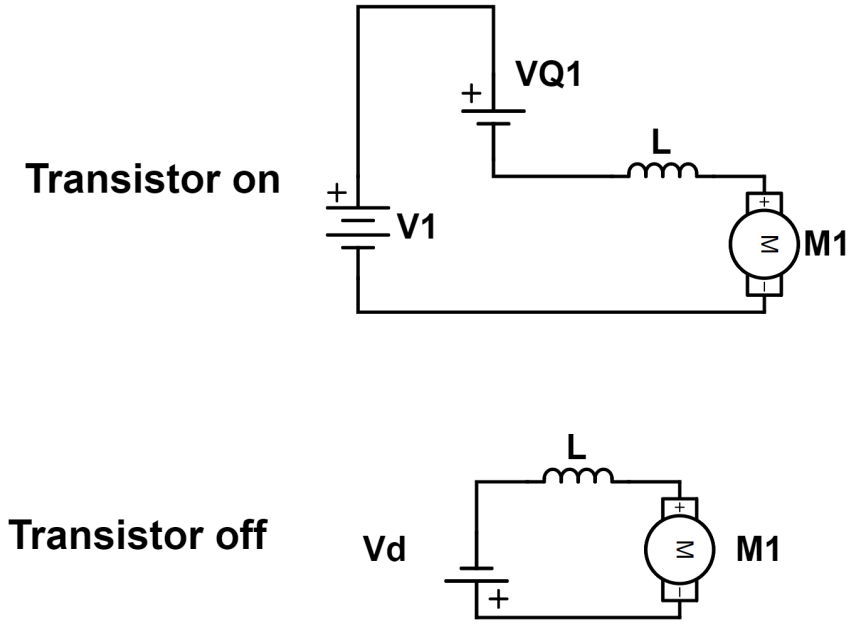 VQ1
+
L
Transistor on
+
V1
+
M
M1
-
L
Transistor off
Vd
+
M
M1
+
-